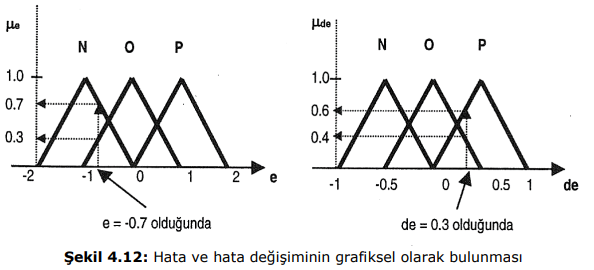 μe
N O P
1.0
0.7
0.3
-2 -1 0 1 2 e
e = -0.7 olduğunda
μde
N O P
1.0
0.6
0.4
-1 -0.5 0 0.5 1 de
de = 0.3 olduğunda
Şekil 4.12: Hata ve hata değişiminin grafiksel olarak bulunması